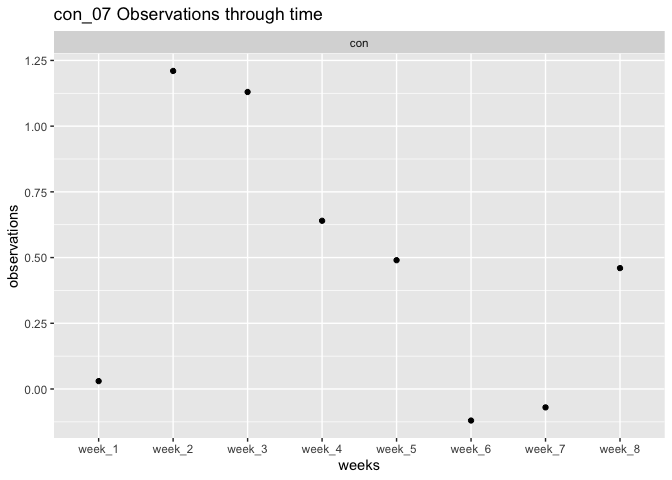 con_07 Observations through time
con
1.25
1.00
0.75
0.50
0.25
0.00
observations
week_1 week_2 week_3 week_4 week_5 week_6 week_7 week_8
weeks